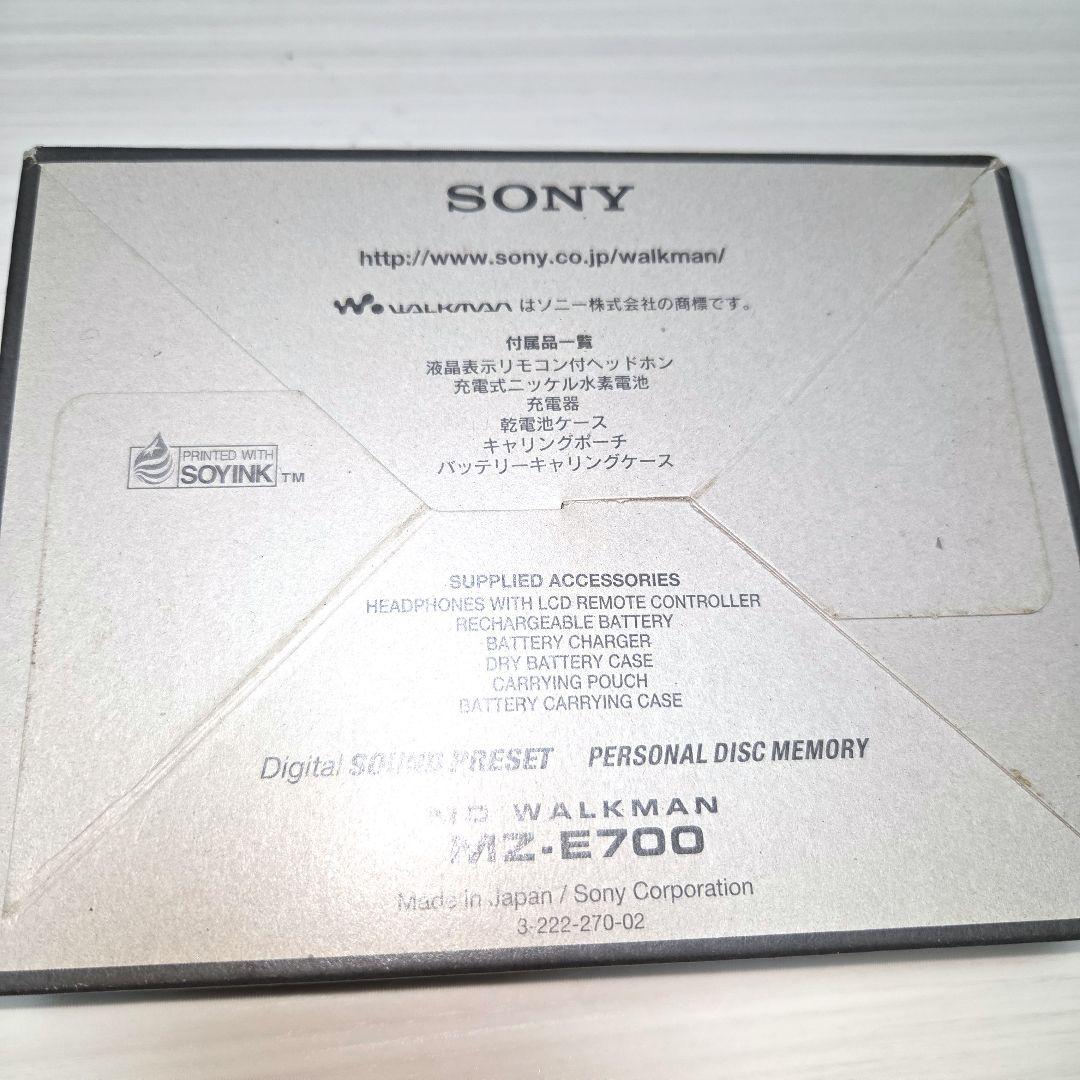 SONY
http://www.sony.co.jp/walkman/
WALKMAN はソニー株式会社の商標です。
付属品一覧
液晶表示リモコン付ヘッドホン
充電式ニッケル水素電池
充電器
乾電池ケース
キャリングポーチ
バッテリーキャリングケース
PRINTED WITH
SOYINK TM
SUPPLIED ACCESSORIES
HEADPHONES WITH LCD REMOTE CONTROLLER
RECHARGEABLE BATTERY
BATTERY CHARGER
DRY BATTERY CASE
CARRYING POUCH
BATTERY CARRYING CASE
Digital SOUND PRESET PERSONAL DISC MEMORY
MD WALKMAN
MZ-E700
Made in Japan / Sony Corporation
3-222-270-02